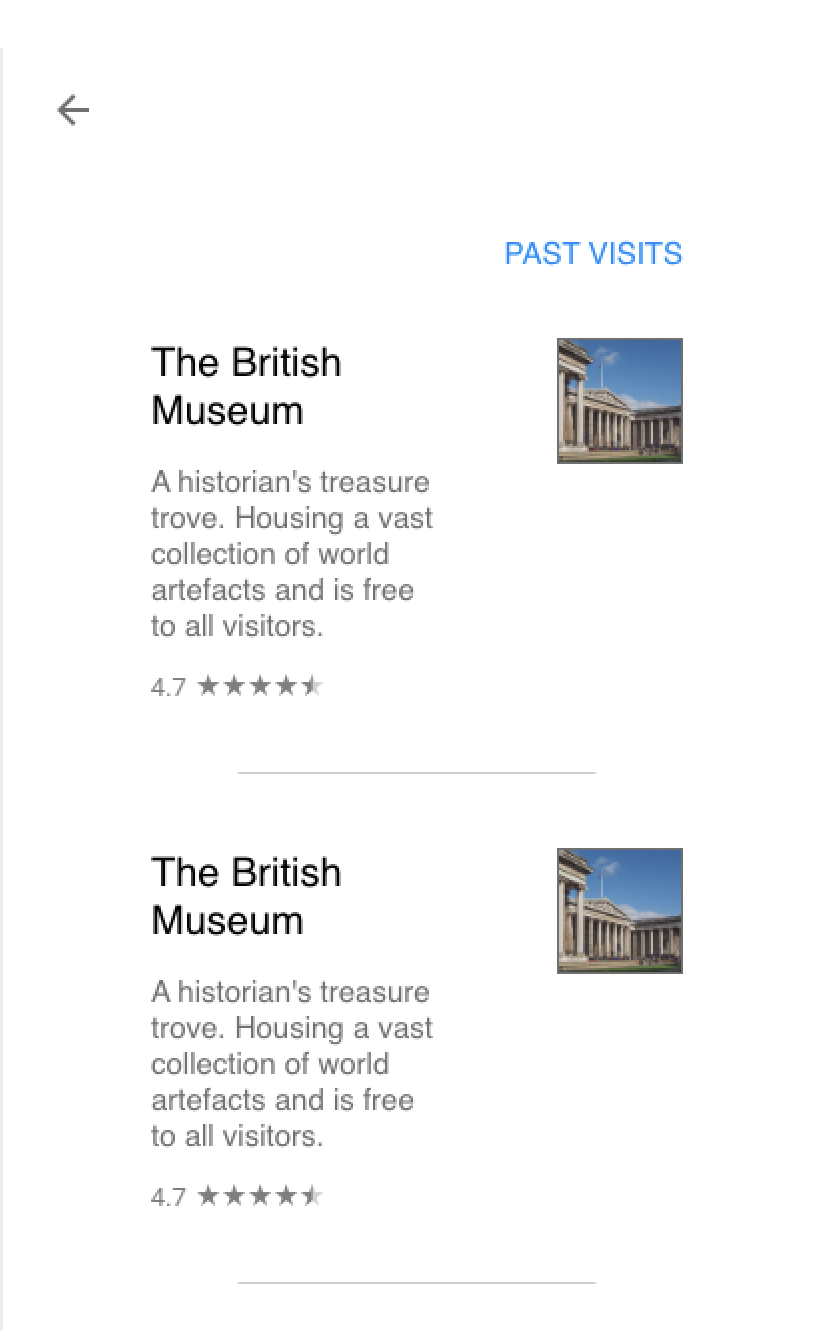 PAST VISITS
The British
Museum
A historian's treasure
trove. Housing a vast
collection of world
artefacts and is free
to all visitors.
4.7 ★★★★⯨
The British
Museum
A historian's treasure
trove. Housing a vast
collection of world
artefacts and is free
to all visitors.
4.7 ★★★★⯨